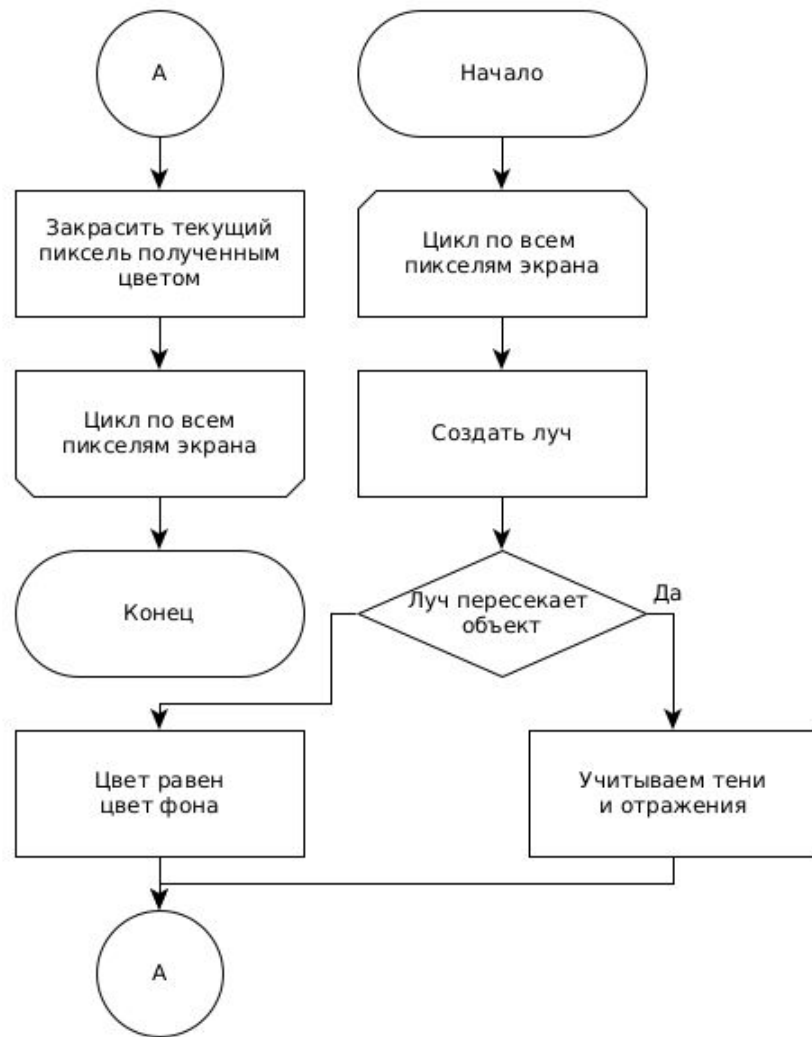 А
Начало
Закрасить текущий
пиксель полученным
цветом
Цикл по всем
пикселям экрана
Цикл по всем
пикселям экрана
Создать луч
Конец
Луч пересекает
объект
Да
Цвет равен
цвет фона
Учитываем тени
и отражения
А